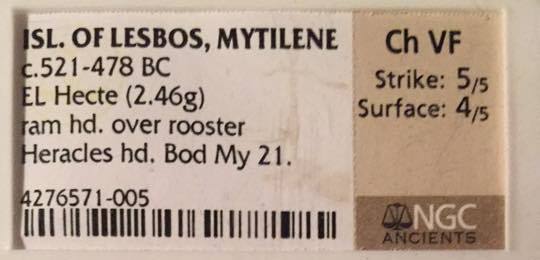 ISL. OF LESBOS, MYTILENE
c.521-478 BC
EL Hecte (2.46g)
ram hd. over rooster
Heracles hd. Bod My 21.
4276571-005
Ch VF
Strike: 5/5
Surface: 4/5
NGC
ANCIENTS